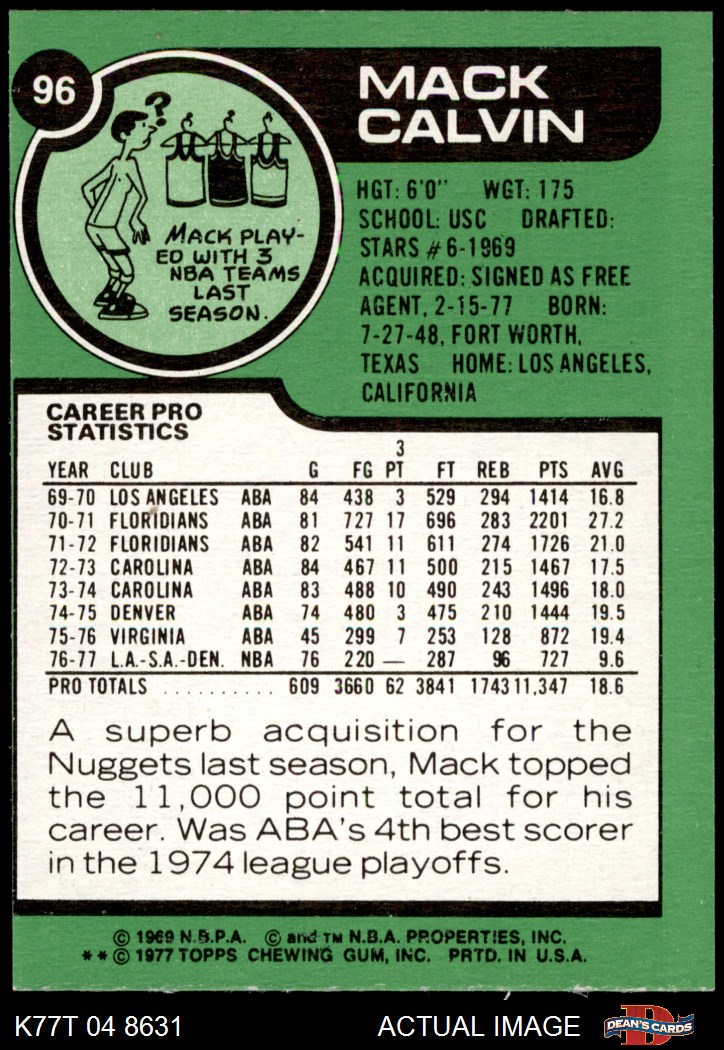 96
MACK
CALVIN
?
MACK PLAY-
ED WITH 3
NBA TEAMS
LAST
SEASON.
HGT: 6'0" WGT: 175
SCHOOL: USC DRAFTED:
STARS #6-1969
ACQUIRED: SIGNED AS FREE
AGENT, 2-15-77 BORN:
7-27-48, FORT WORTH,
TEXAS HOME: LOS ANGELES,
CALIFORNIA
CAREER PRO
STATISTICS
3
YEAR CLUB G FG PT FT REB PTS AVG
69-70 LOS ANGELES ABA 84 438 3 529 294 1414 16.8
70-71 FLORIDIANS ABA 81 727 17 696 283 2201 27.2
71-72 FLORIDIANS ABA 82 541 11 611 274 1726 21.0
72-73 CAROLINA ABA 84 467 11 500 215 1467 17.5
73-74 CAROLINA ABA 83 488 10 490 243 1496 18.0
74-75 DENVER ABA 74 480 3 475 210 1444 19.5
75-76 VIRGINIA ABA 45 299 7 253 128 872 19.4
76-77 L.A.-S.A.-DEN. NBA 76 220 — 287 96 727 9.6
PRO TOTALS .......... 609 3660 62 3841 1743 11,347 18.6
A superb acquisition for the
Nuggets last season, Mack topped
the 11,000 point total for his
career. Was ABA's 4th best scorer
in the 1974 league playoffs.
© 1969 N.B.P.A. © and TM N.B.A. PROPERTIES, INC.
**© 1977 TOPPS CHEWING GUM, INC. PRTD. IN U.S.A.
K77T 04 8631 ACTUAL IMAGE D DEAN'S CARDS